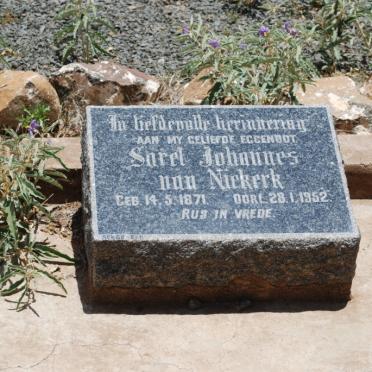 In liefdevolle herinnering
AAN MY GELIEFDE EGGENOOT
Sarel Johannes
van Niekerk
GEB 14.5.1871. OORL. 28.1.1952.
RUS IN VREDE.